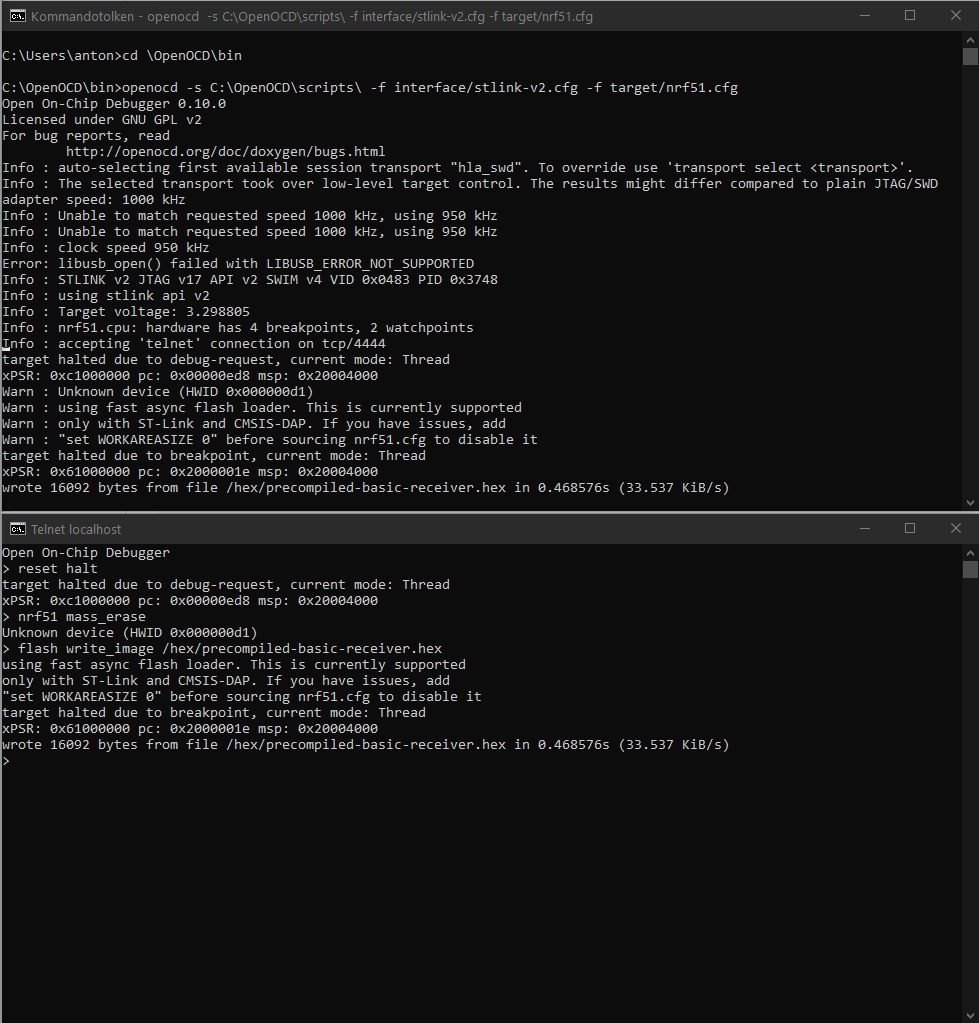 Kommandotolken - openocd -s C:\OpenOCD\scripts\ -f interface/stlink-v2.cfg -f target/nrf51.cfg
C:\Users\anton>cd \OpenOCD\bin
C:\OpenOCD\bin>openocd -s C:\OpenOCD\scripts\ -f interface/stlink-v2.cfg -f target/nrf51.cfg
Open On-Chip Debugger 0.10.0
Licensed under GNU GPL v2
For bug reports, read
http://openocd.org/doc/doxygen/bugs.html
Info : auto-selecting first available session transport "hla_swd". To override use 'transport select <transport>'.
Info : The selected transport took over low-level target control. The results might differ compared to plain JTAG/SWD
adapter speed: 1000 kHz
Info : Unable to match requested speed 1000 kHz, using 950 kHz
Info : Unable to match requested speed 1000 kHz, using 950 kHz
Info : clock speed 950 kHz
Error: libusb_open() failed with LIBUSB_ERROR_NOT_SUPPORTED
Info : STLINK v2 JTAG v17 API v2 SWIM v4 VID 0x0483 PID 0x3748
Info : using stlink api v2
Info : Target voltage: 3.298805
Info : nrf51.cpu: hardware has 4 breakpoints, 2 watchpoints
Info : accepting 'telnet' connection on tcp/4444
target halted due to debug-request, current mode: Thread
xPSR: 0xc1000000 pc: 0x00000ed8 msp: 0x20004000
Warn : Unknown device (HWID 0x000000d1)
Warn : using fast async flash loader. This is currently supported
Warn : only with ST-Link and CMSIS-DAP. If you have issues, add
Warn : "set WORKAREASIZE 0" before sourcing nrf51.cfg to disable it
target halted due to breakpoint, current mode: Thread
xPSR: 0x61000000 pc: 0x2000001e msp: 0x20004000
wrote 16092 bytes from file /hex/precompiled-basic-receiver.hex in 0.468576s (33.537 KiB/s)
Telnet localhost
Open On-Chip Debugger
> reset halt
target halted due to debug-request, current mode: Thread
xPSR: 0xc1000000 pc: 0x00000ed8 msp: 0x20004000
> nrf51 mass_erase
Unknown device (HWID 0x000000d1)
> flash write_image /hex/precompiled-basic-receiver.hex
using fast async flash loader. This is currently supported
only with ST-Link and CMSIS-DAP. If you have issues, add
"set WORKAREASIZE 0" before sourcing nrf51.cfg to disable it
target halted due to breakpoint, current mode: Thread
xPSR: 0x61000000 pc: 0x2000001e msp: 0x20004000
wrote 16092 bytes from file /hex/precompiled-basic-receiver.hex in 0.468576s (33.537 KiB/s)
>